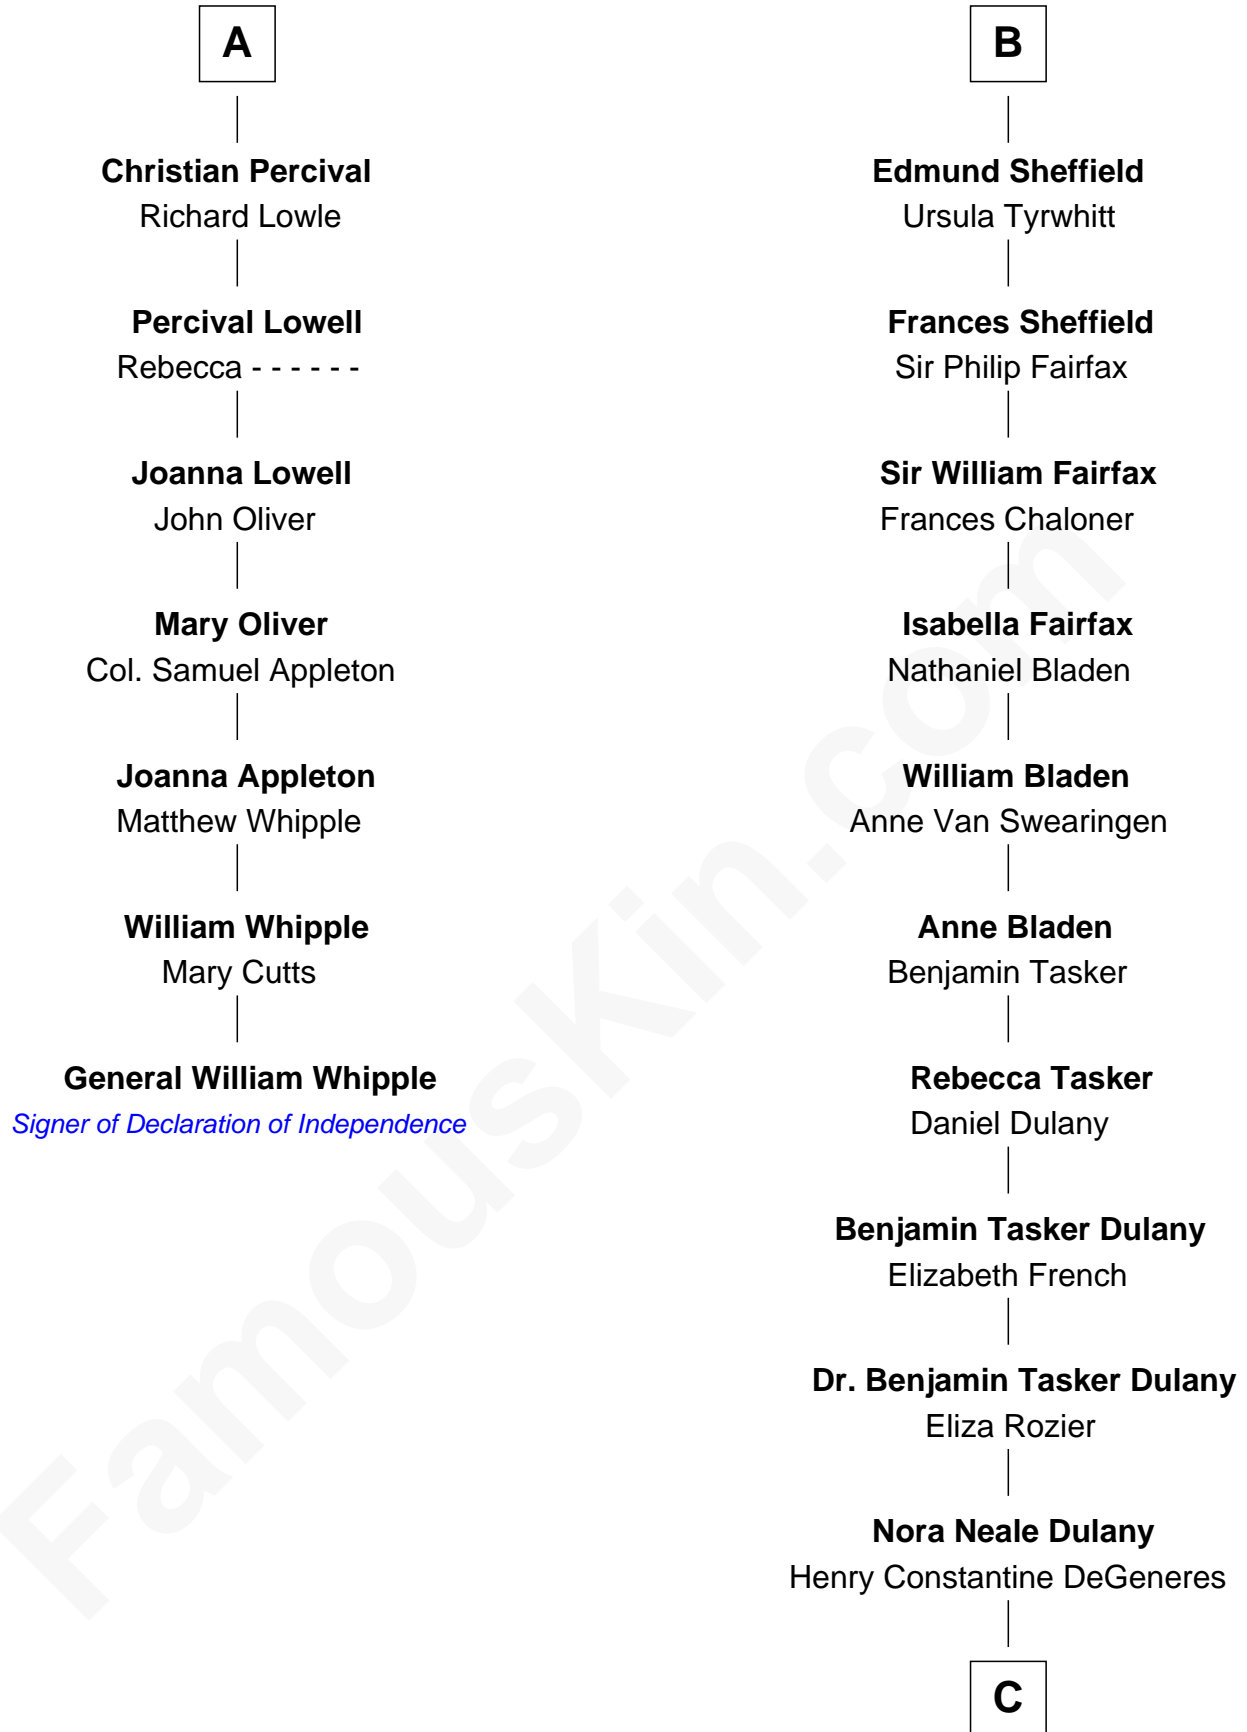 A
Christian Percival
Richard Lowle
Percival Lowell
Rebecca - - - - - -
Joanna Lowell
John Oliver
Mary Oliver
Col. Samuel Appleton
Joanna Appleton
Matthew Whipple
William Whipple
Mary Cutts
General William Whipple
Signer of Declaration of Independence
B
Edmund Sheffield
Ursula Tyrwhitt
Frances Sheffield
Sir Philip Fairfax
Sir William Fairfax
Frances Chaloner
Isabella Fairfax
Nathaniel Bladen
William Bladen
Anne Van Swearingen
Anne Bladen
Benjamin Tasker
Rebecca Tasker
Daniel Dulany
Benjamin Tasker Dulany
Elizabeth French
Dr. Benjamin Tasker Dulany
Eliza Rozier
Nora Neale Dulany
Henry Constantine DeGeneres
C
FamousKin.com